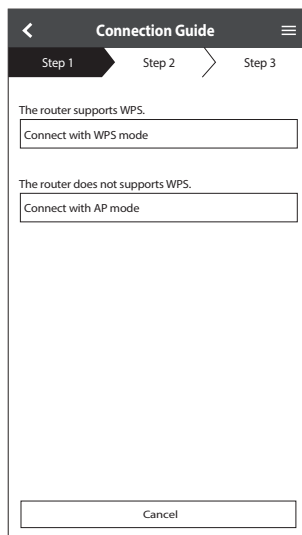 Connection Guide
Step 1
Step 2
Step 3
The router supports WPS.
Connect with WPS mode
The router does not supports WPS.
Connect with AP mode
Cancel